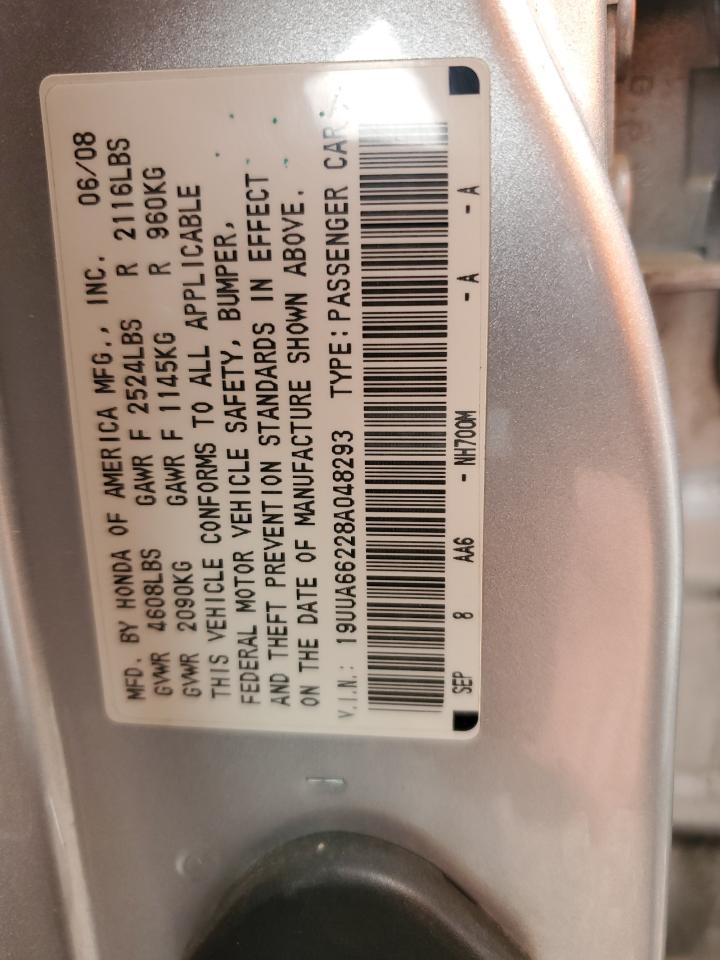 MFD. BY HONDA OF AMERICA MFG., INC. 06/08
GVWR 4608LBS GAWR F 2524LBS R 2116LBS
GVWR 2090KG GAWR F 1145KG R 960KG
THIS VEHICLE CONFORMS TO ALL APPLICABLE
FEDERAL MOTOR VEHICLE SAFETY, BUMPER,
AND THEFT PREVENTION STANDARDS IN EFFECT
ON THE DATE OF MANUFACTURE SHOWN ABOVE.
V.I.N.: 19UUA66228A048293 TYPE: PASSENGER CAR
SEP 8 AA6 - NH700M - A - A